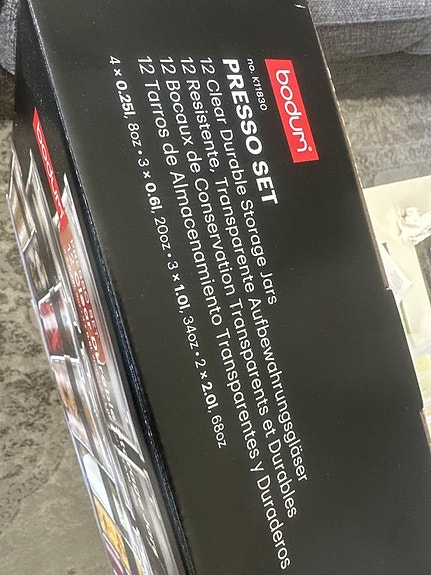 bodum®
no. K11830
PRESSO SET
12 Clear Durable Storage Jars
12 Resistente, Transparente Aufbewahrungsgläser
12 Bocaux de Conservation Transparents et Durables
12 Tarros de Almacenamiento Transparentes y Duraderos
4 × 0.25l, 8oz • 3 × 0.6l, 20oz • 3 × 1.0l, 34oz • 2 × 2.0l, 68oz
bodum